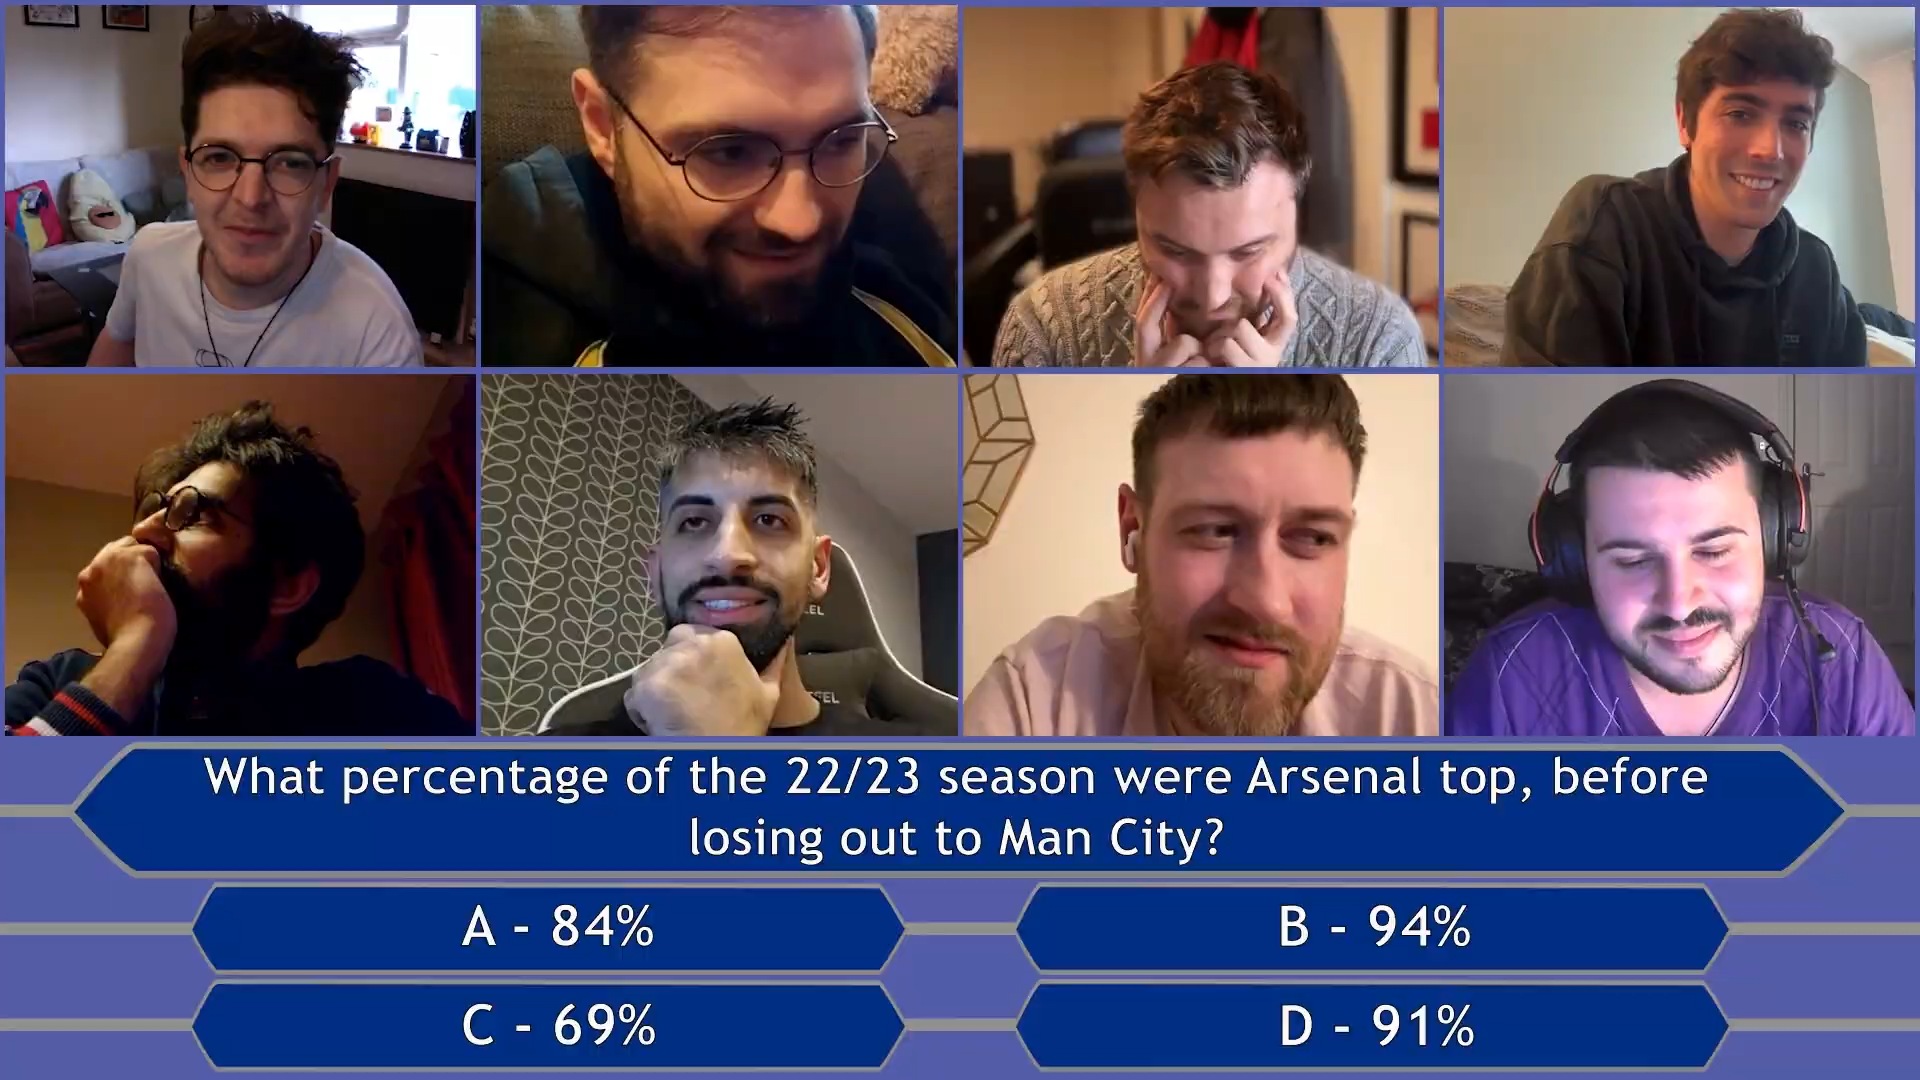 What percentage of the 22/23 season were Arsenal top, before
losing out to Man City?
A - 84%
B - 94%
C - 69%
D - 91%